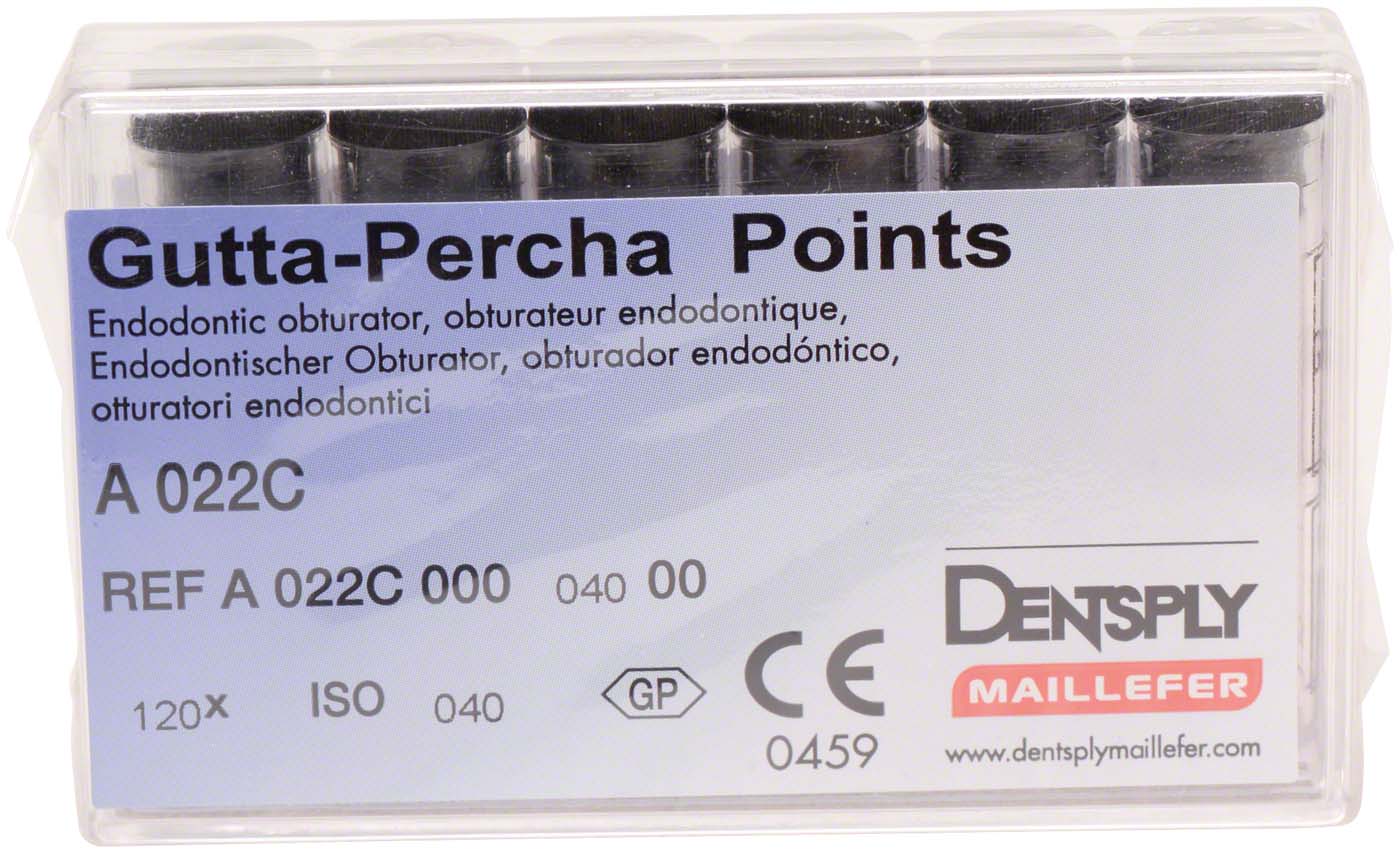 Gutta-Percha Points
Endodontic obturator, obturateur endodontique,
Endodontischer Obturator, obturador endodóntico,
otturatori endodontici
A 022C
REF A 022C 000 040 00
120x ISO 040 GP CE
0459
DENTSPLY
MAILLEFER
www.dentsplymaillefer.com